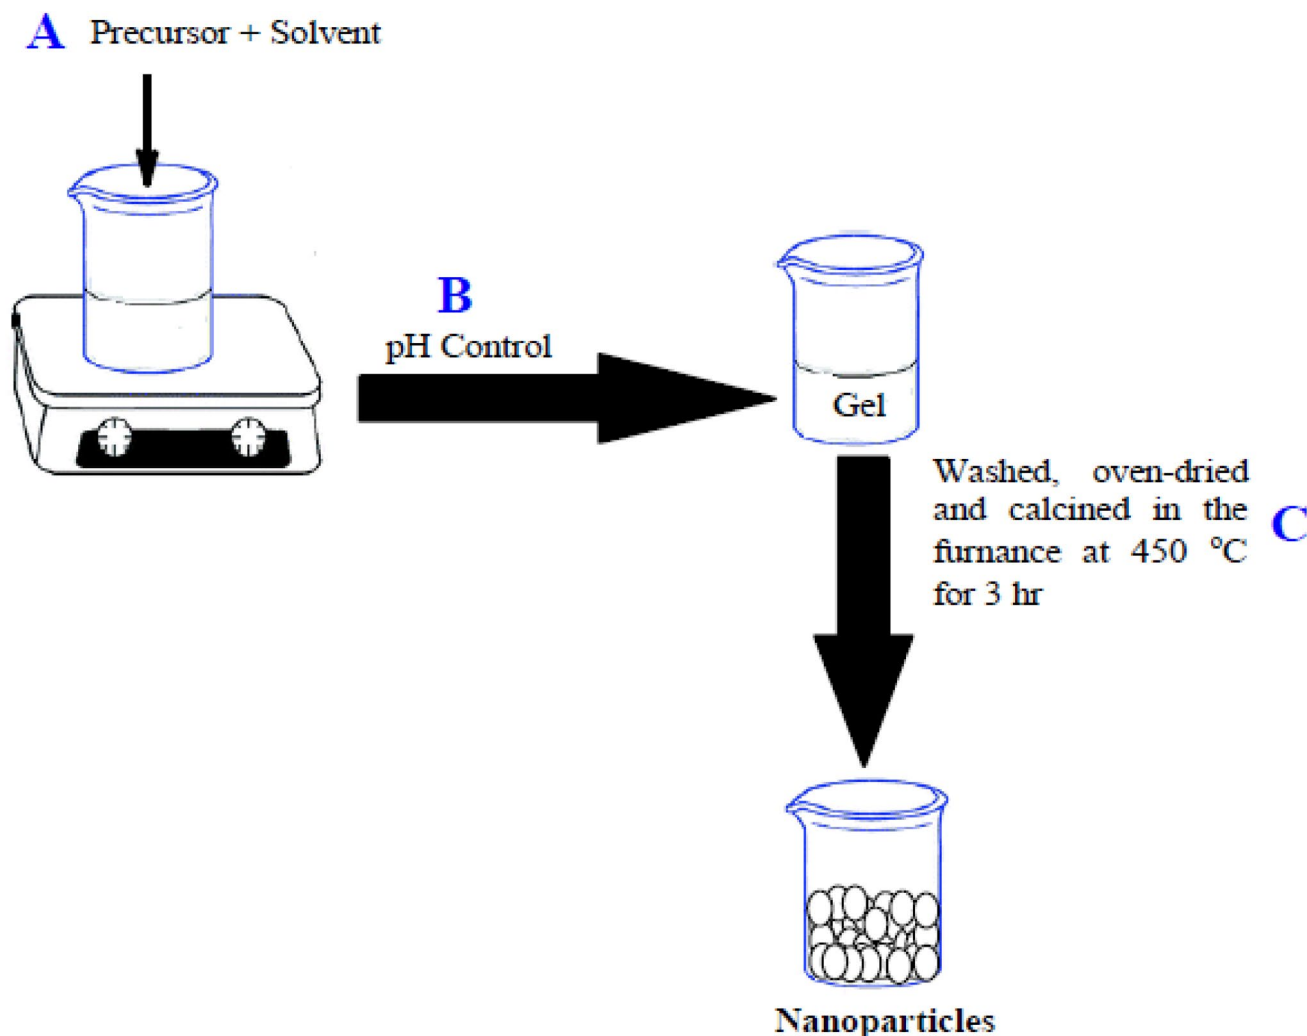 A Precursor + Solvent
B
pH Control
Gel
Washed, oven-dried
and calcined in the
furnance at 450 °C
for 3 hr
C
Nanoparticles